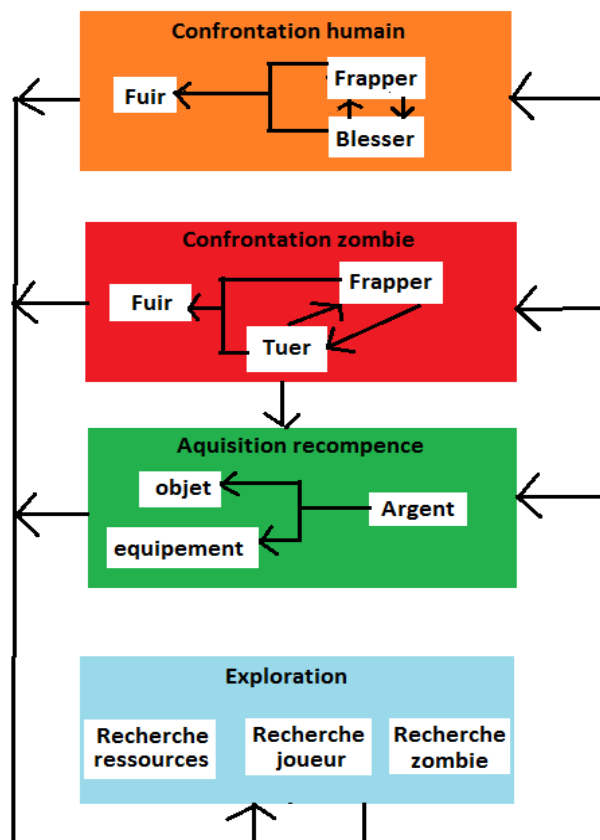 Confrontation humain
Frapper
Fuir
Blesser
Confrontation zombie
Frapper
Fuir
Tuer
Aquisition recompence
objet
Argent
equipement
Exploration
Recherche
ressources
Recherche
joueur
Recherche
zombie